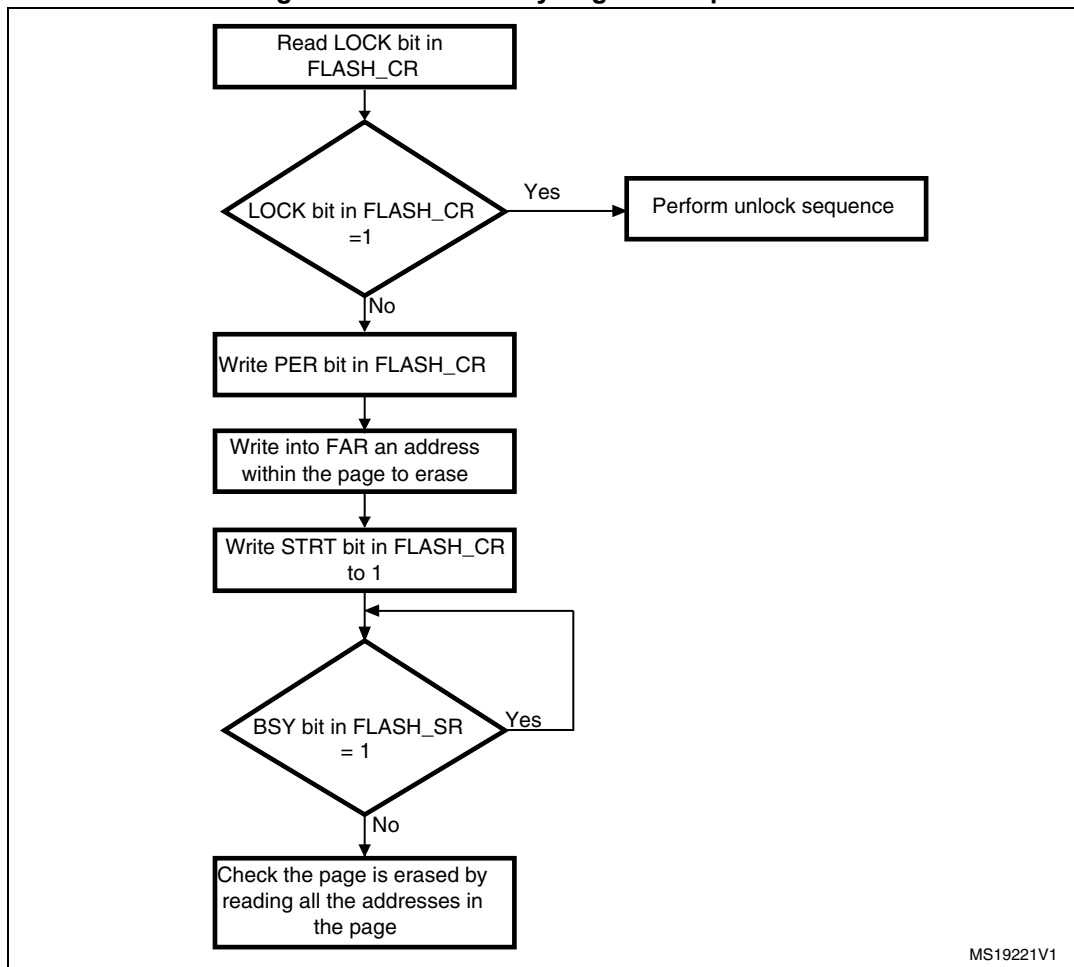 Read LOCK bit in
FLASH_CR
LOCK bit in FLASH_CR
=1
Yes
Perform unlock sequence
No
Write PER bit in FLASH_CR
Write into FAR an address
within the page to erase
Write STRT bit in FLASH_CR
to 1
BSY bit in FLASH_SR
= 1
Yes
No
Check the page is erased by
reading all the addresses in
the page
MS19221V1